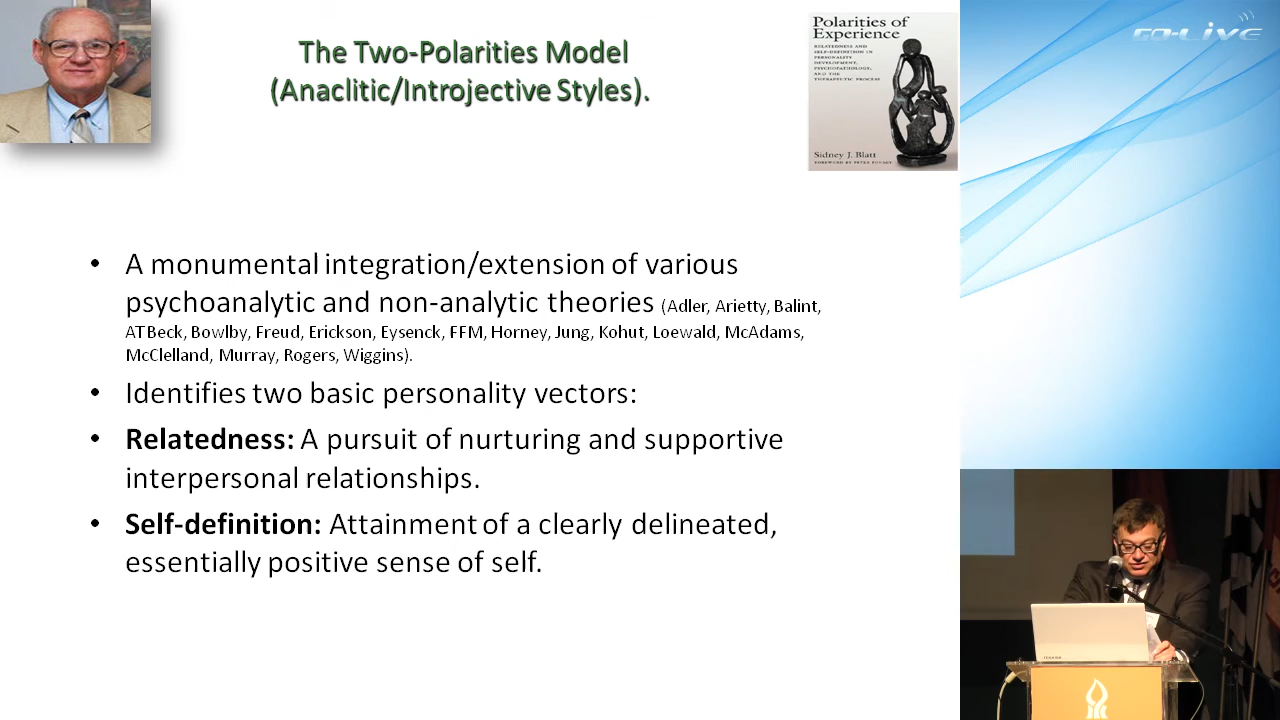 The Two-Polarities Model
(Anaclitic/Introjective Styles).
Polarities of
Experience
RELATEDNESS AND
SELF-DEFINITION IN
PERSONALITY
DEVELOPMENT,
PSYCHOPATHOLOGY,
AND THE
THERAPEUTIC PROCESS
Sidney J. Blatt
FOREWORD BY PETER FONAGY
GO-LIVE
• A monumental integration/extension of various
psychoanalytic and non-analytic theories (Adler, Arietty, Balint,
ATBeck, Bowlby, Freud, Erickson, Eysenck, FFM, Horney, Jung, Kohut, Loewald, McAdams,
McClelland, Murray, Rogers, Wiggins).
• Identifies two basic personality vectors:
• Relatedness: A pursuit of nurturing and supportive
interpersonal relationships.
• Self-definition: Attainment of a clearly delineated,
essentially positive sense of self.
TOSHIBA